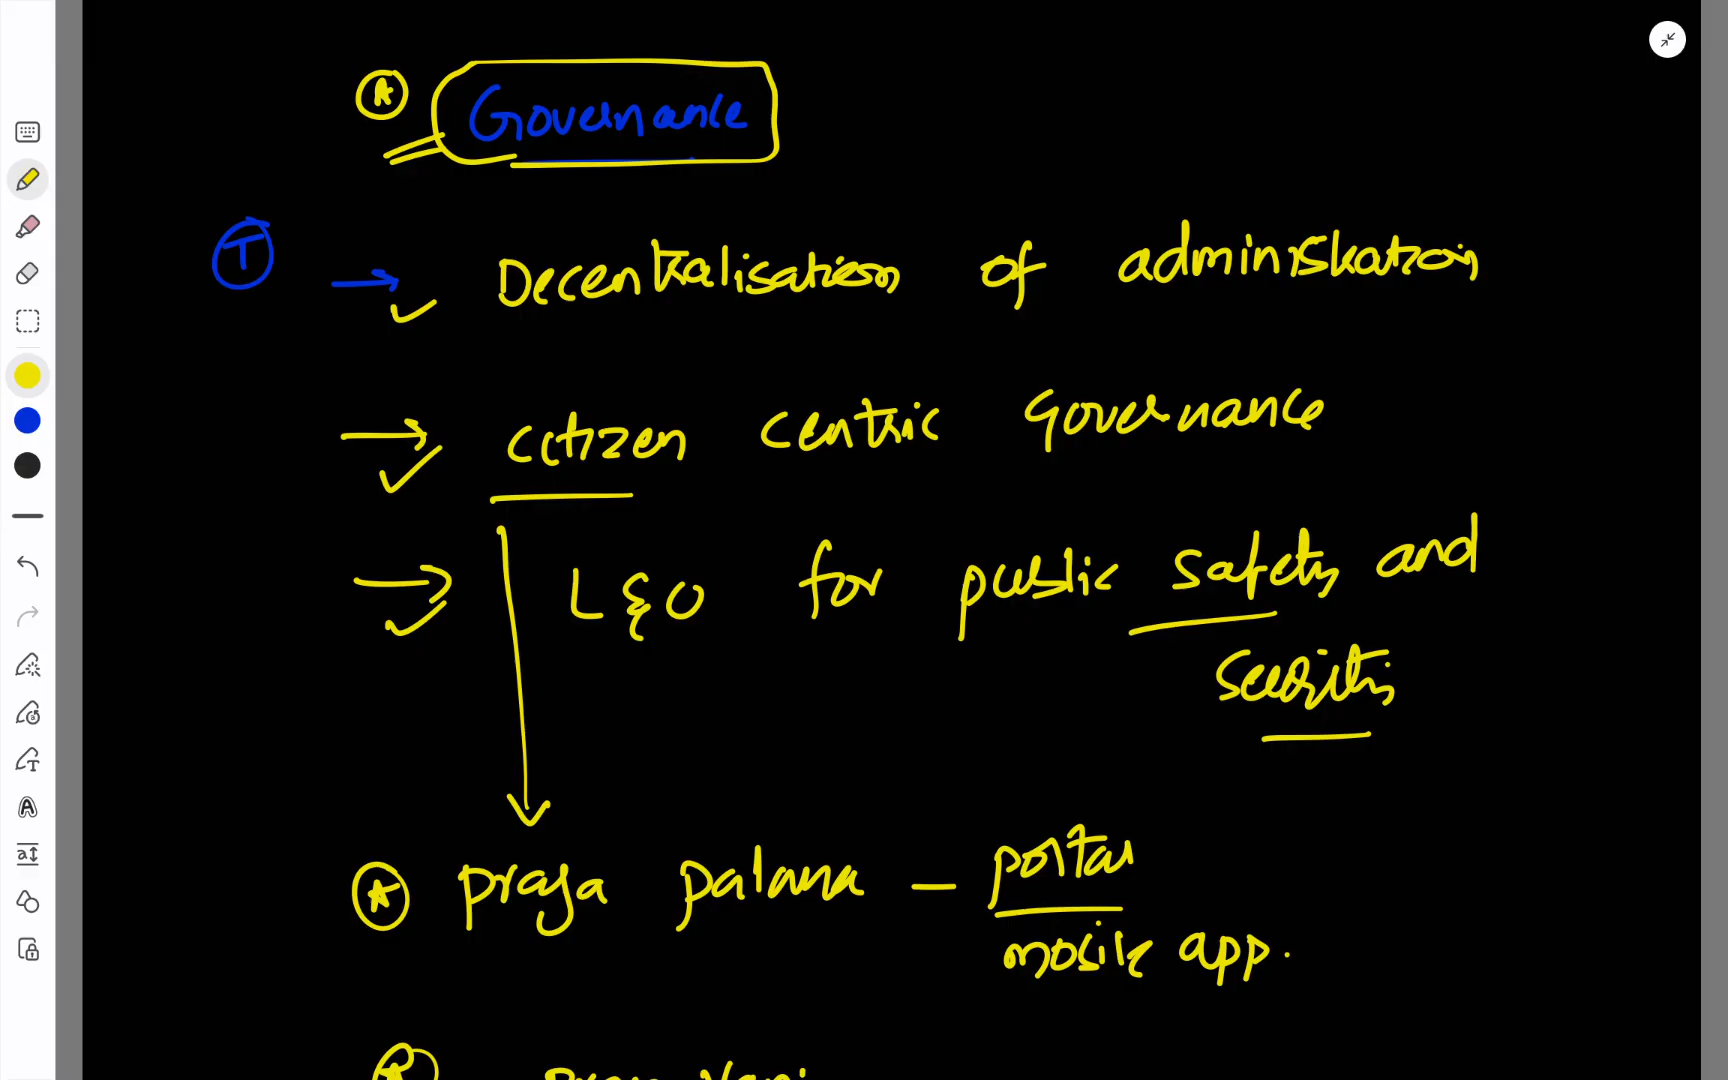 Governance
T
Decentralisation of administration
citizen centric Governance
L & O for public safety and
security
praja palana - portal
mobile app.